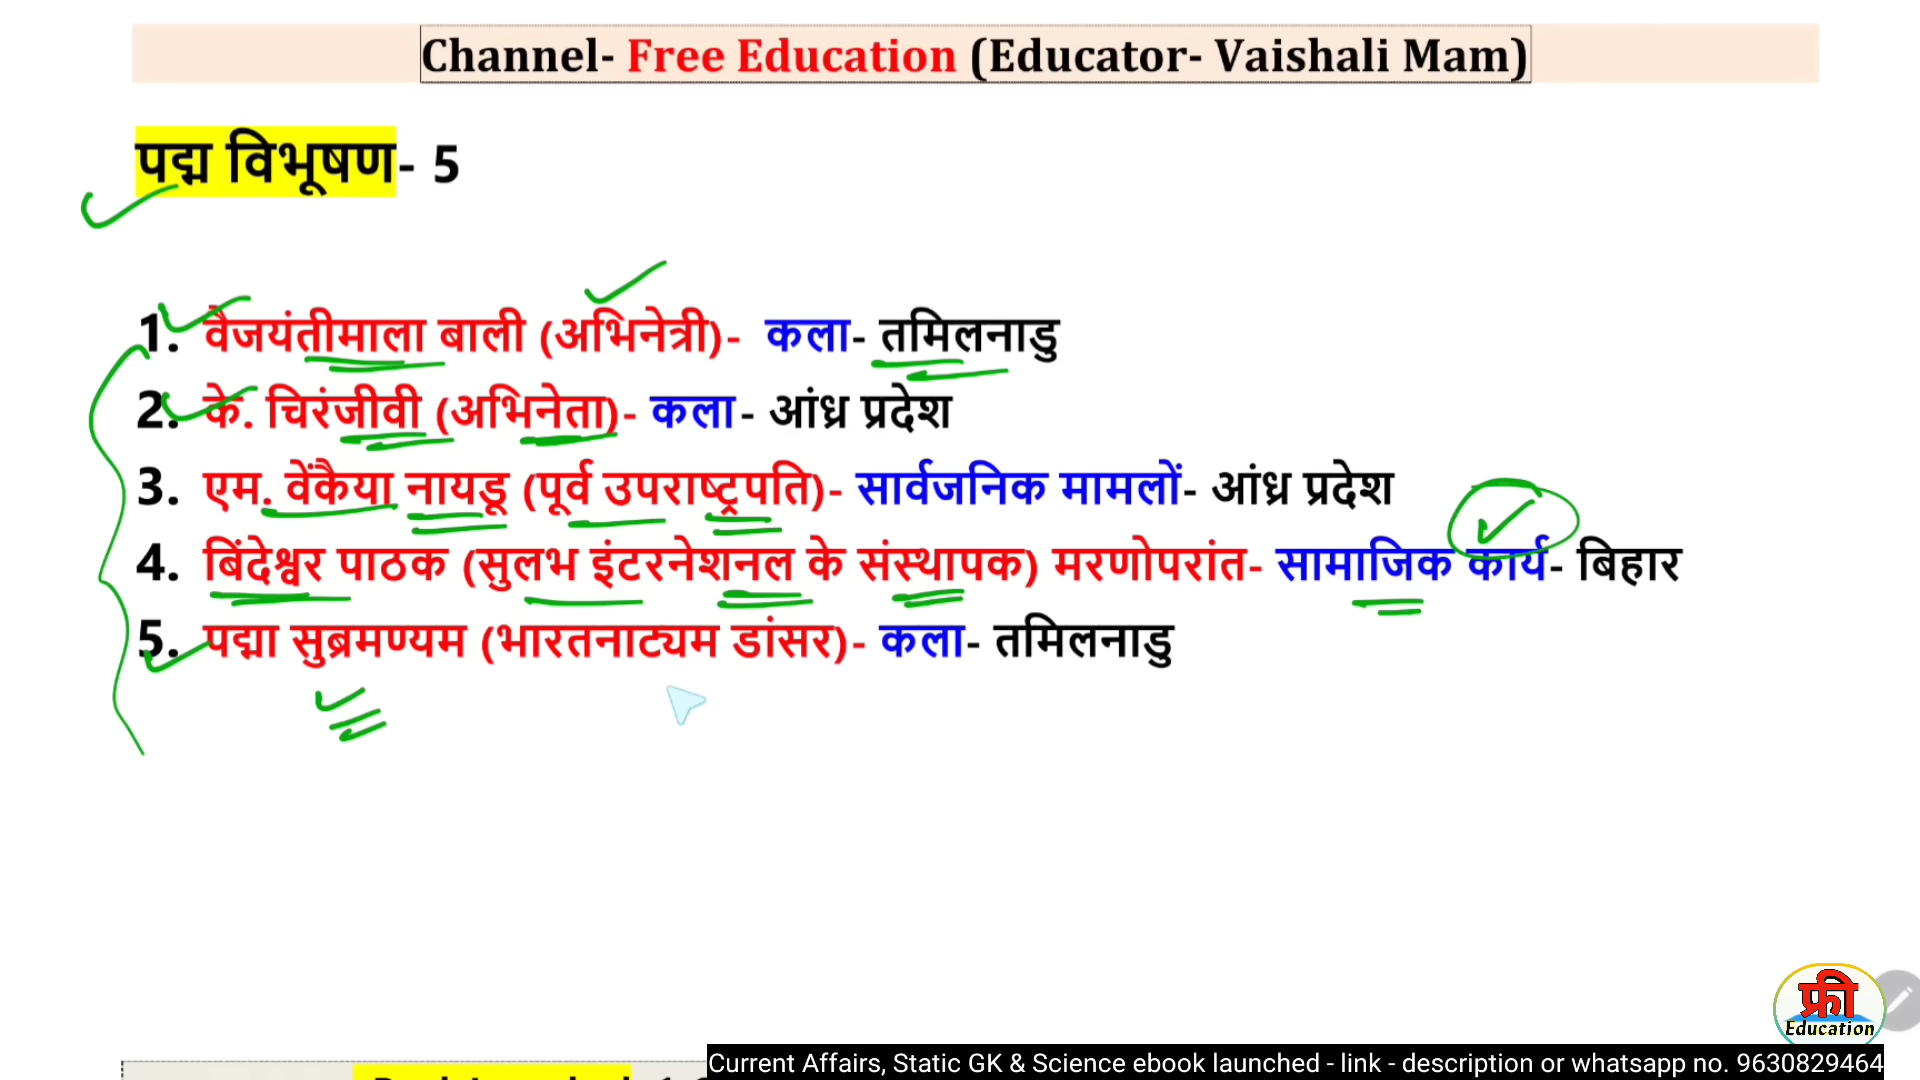 Channel- Free Education (Educator- Vaishali Mam)
पद्म विभूषण- 5
1. वैजयंतीमाला बाली (अभिनेत्री)- कला- तमिलनाडु
2. के. चिरंजीवी (अभिनेता)- कला- आंध्र प्रदेश
3. एम. वेंकैया नायडू (पूर्व उपराष्ट्रपति)- सार्वजनिक मामलों- आंध्र प्रदेश
4. बिंदेश्वर पाठक (सुलभ इंटरनेशनल के संस्थापक) मरणोपरांत- सामाजिक कार्य- बिहार
5. पद्मा सुब्रमण्यम (भारतनाट्यम डांसर)- कला- तमिलनाडु
फ्री
Education
Current Affairs, Static GK & Science ebook launched - link - description or whatsapp no. 9630829464